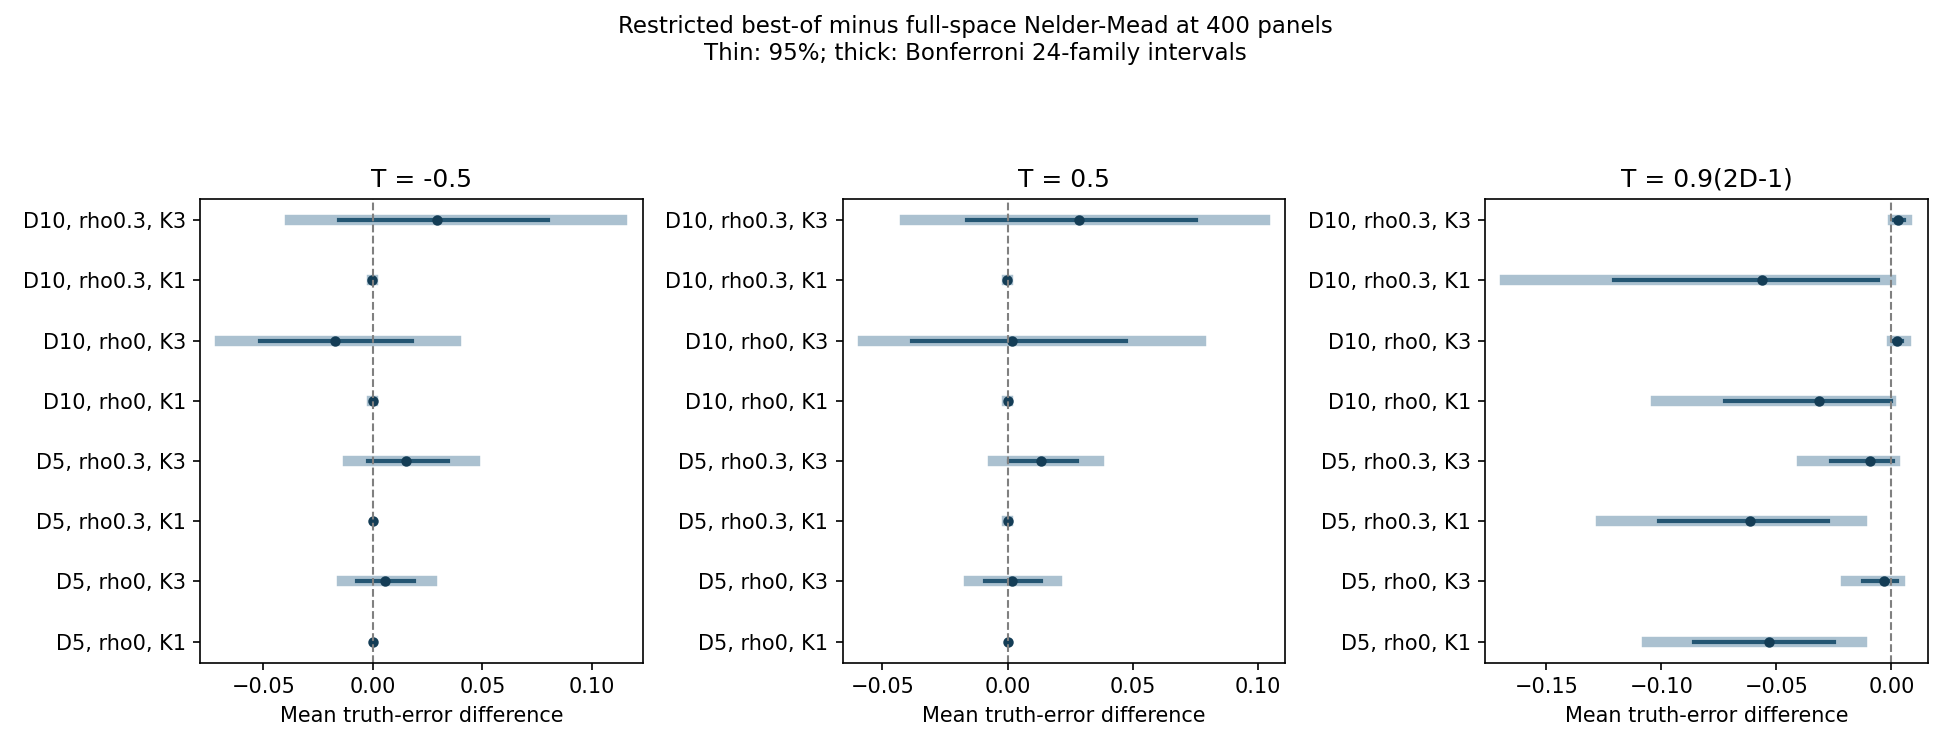 Restricted best-of minus full-space Nelder-Mead at 400 panels
Thin: 95%; thick: Bonferroni 24-family intervals
T = -0.5
D10, rho0.3, K3
D10, rho0.3, K1
D10, rho0, K3
D10, rho0, K1
D5, rho0.3, K3
D5, rho0.3, K1
D5, rho0, K3
D5, rho0, K1
−0.05 0.00 0.05 0.10
Mean truth-error difference
T = 0.5
D10, rho0.3, K3
D10, rho0.3, K1
D10, rho0, K3
D10, rho0, K1
D5, rho0.3, K3
D5, rho0.3, K1
D5, rho0, K3
D5, rho0, K1
−0.05 0.00 0.05 0.10
Mean truth-error difference
T = 0.9(2D-1)
D10, rho0.3, K3
D10, rho0.3, K1
D10, rho0, K3
D10, rho0, K1
D5, rho0.3, K3
D5, rho0.3, K1
D5, rho0, K3
D5, rho0, K1
−0.15 −0.10 −0.05 0.00
Mean truth-error difference